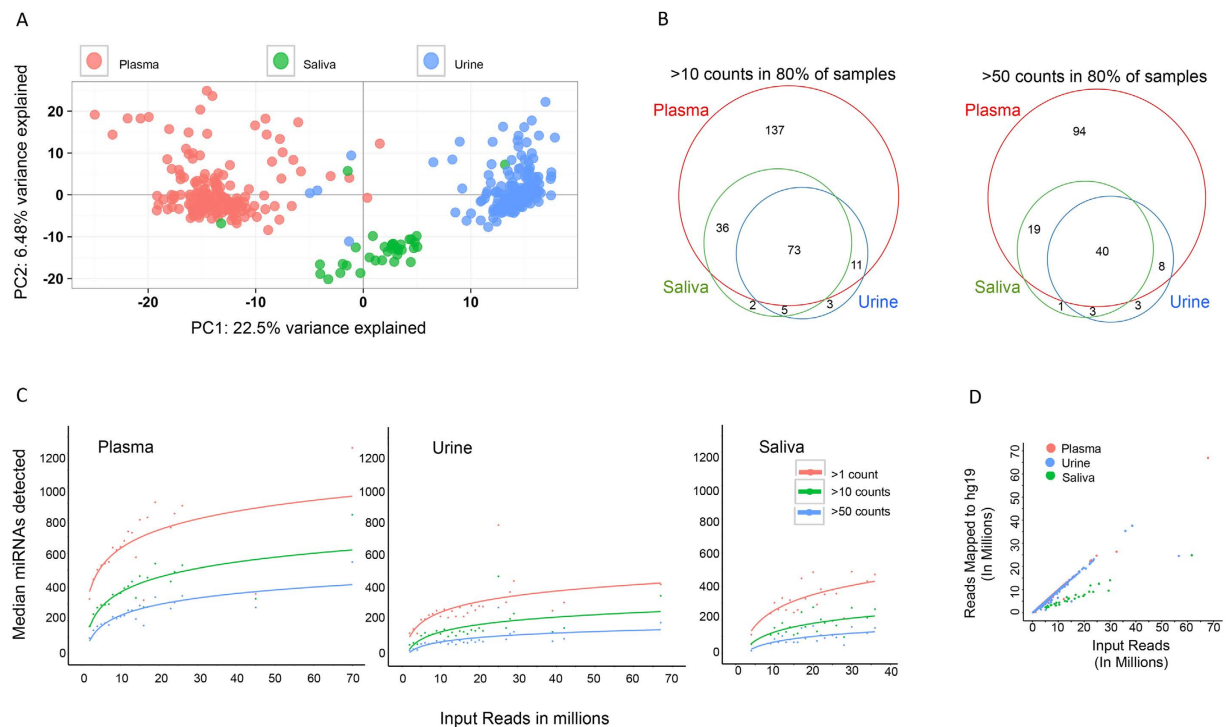 A
Plasma
Saliva
Urine
PC2: 6.48% variance explained
20
10
0
-10
-20
-20
-10
0
10
PC1: 22.5% variance explained
B
>10 counts in 80% of samples
Plasma
137
36
73
11
Saliva
2
5
3
Urine
>50 counts in 80% of samples
Plasma
94
19
40
8
Saliva
1
3
3
Urine
C
Median miRNAs detected
Plasma
1200
1000
800
600
400
200
0
0 10 20 30 40 50 60 70
Urine
1200
1000
800
600
400
200
0
0 10 20 30 40 50 60 70
Saliva
>1 count
>10 counts
>50 counts
1200
1000
800
600
400
200
0
0 10 20 30 40
Input Reads in millions
D
Reads Mapped to hg19
(In Millions)
Plasma
Urine
Saliva
70
60
50
40
30
20
10
0
0 10 20 30 40 50 60 70
Input Reads
(In Millions)